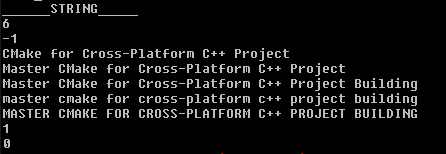 ______STRING_____
6
-1
CMake for Cross-Platform C++ Project
Master CMake for Cross-Platform C++ Project
Master CMake for Cross-Platform C++ Project Building
master cmake for cross-platform c++ project building
MASTER CMAKE FOR CROSS-PLATFORM C++ PROJECT BUILDING
1
0